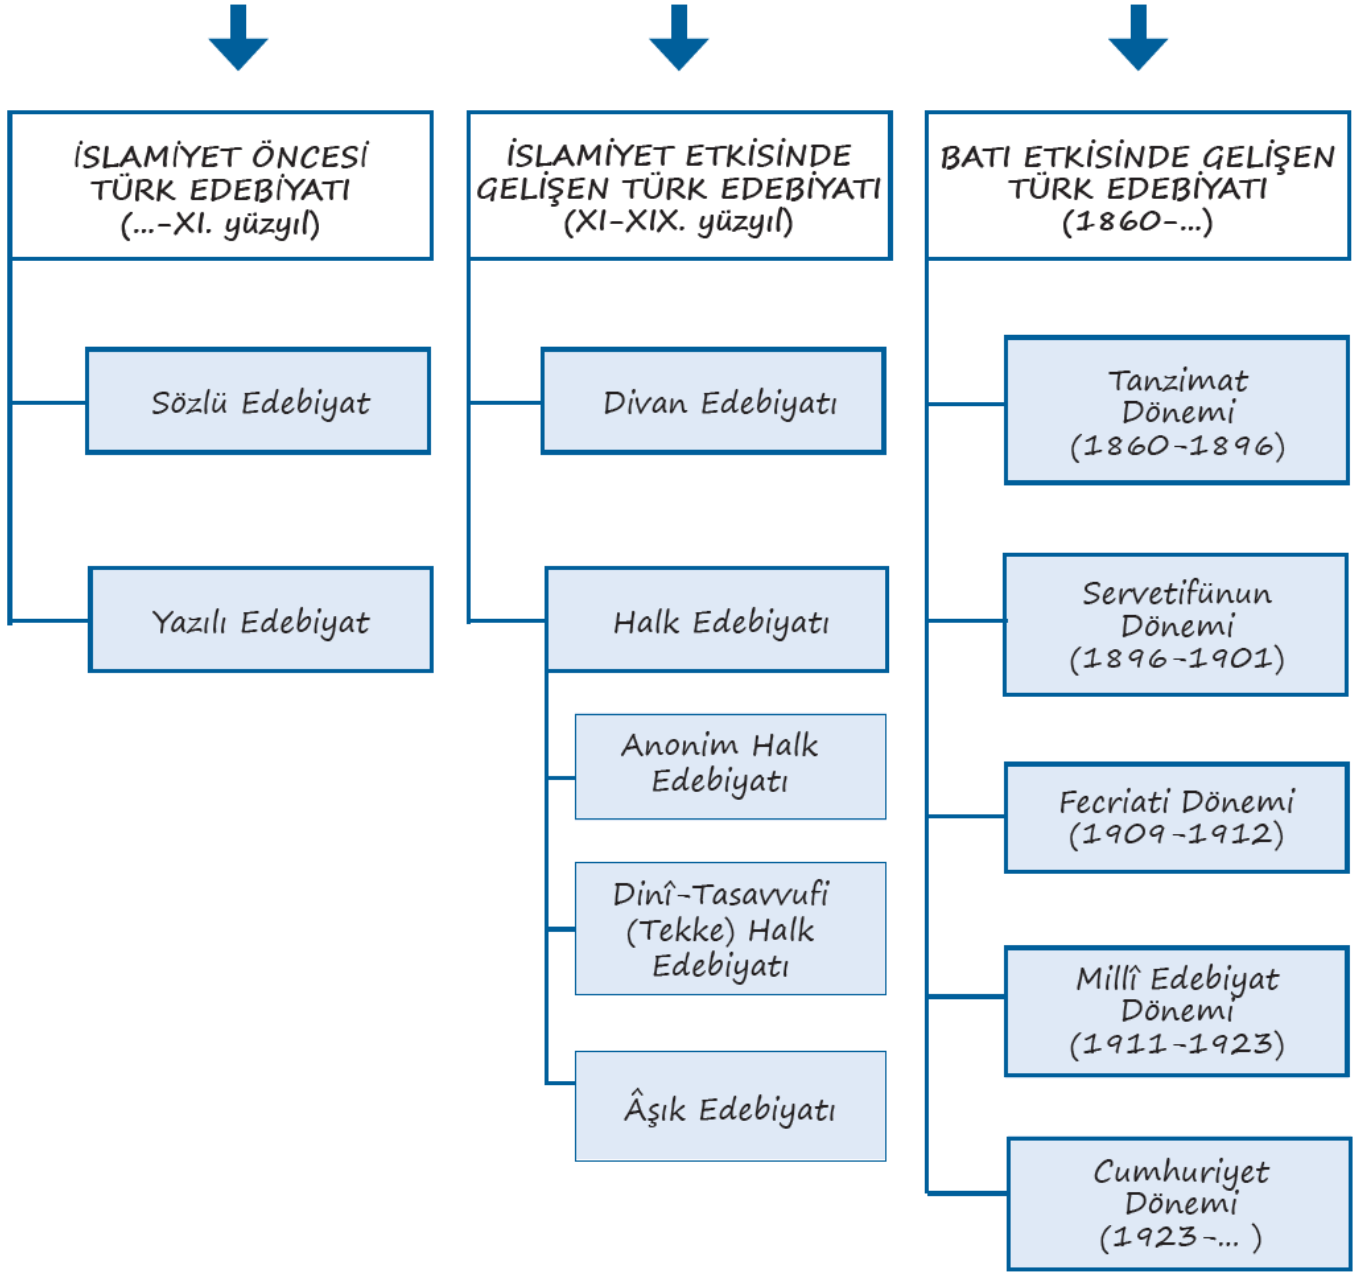 İSLAMİYET ÖNCESİ
TÜRK EDEBİYATI
(...-XI. yüzyıl)
Sözlü Edebiyat
Yazılı Edebiyat
İSLAMİYET ETKİSİNDE
GELİŞEN TÜRK EDEBİYATI
(XI-XIX. yüzyıl)
Divan Edebiyatı
Halk Edebiyatı
Anonim Halk
Edebiyatı
Dinî-Tasavvufi
(Tekke) Halk
Edebiyatı
Âşık Edebiyatı
BATI ETKİSİNDE GELİŞEN
TÜRK EDEBİYATI
(1860-...)
Tanzimat
Dönemi
(1860-1896)
Servetifünun
Dönemi
(1896-1901)
Fecriati Dönemi
(1909-1912)
Millî Edebiyat
Dönemi
(1911-1923)
Cumhuriyet
Dönemi
(1923-... )